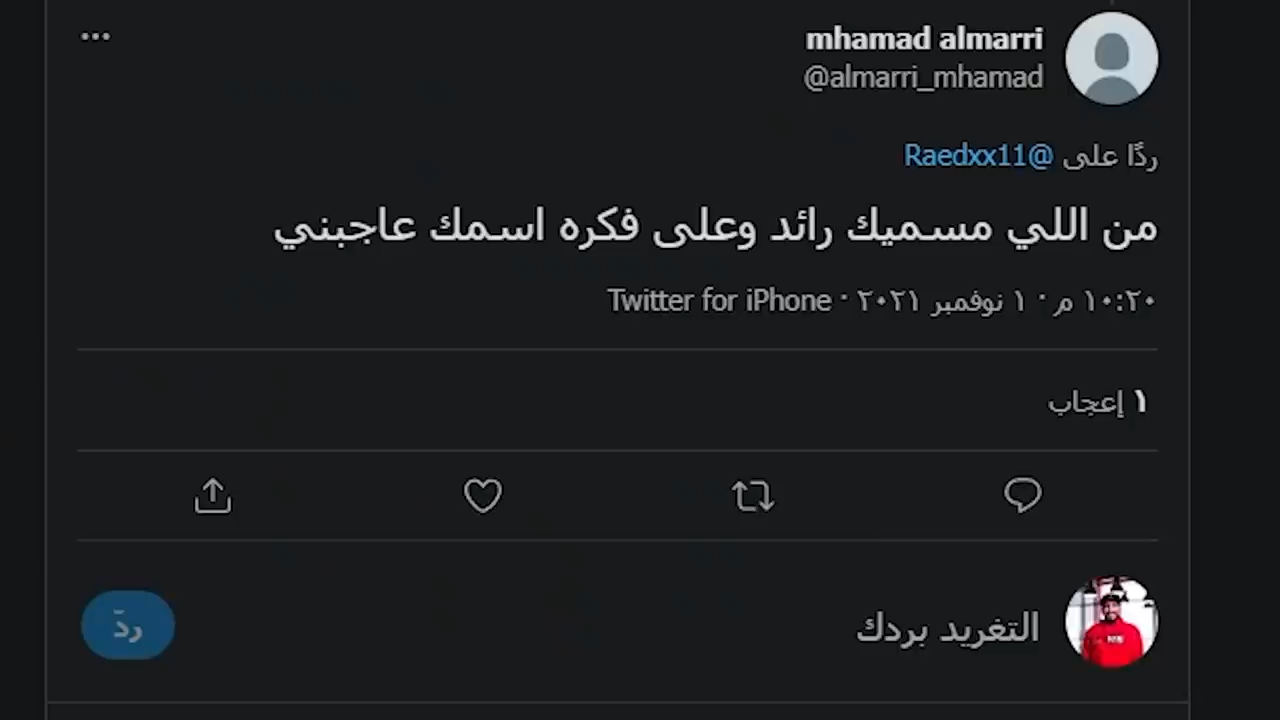 mhamad almarri
@almarri_mhamad
ردًا على @Raedxx11
من اللي مسميك رائد وعلى فكره اسمك عاجبني
١٠:٢٠ م · ١ نوفمبر ٢٠٢١ · Twitter for iPhone
١ إعجاب
التغريد بردك
ردّ